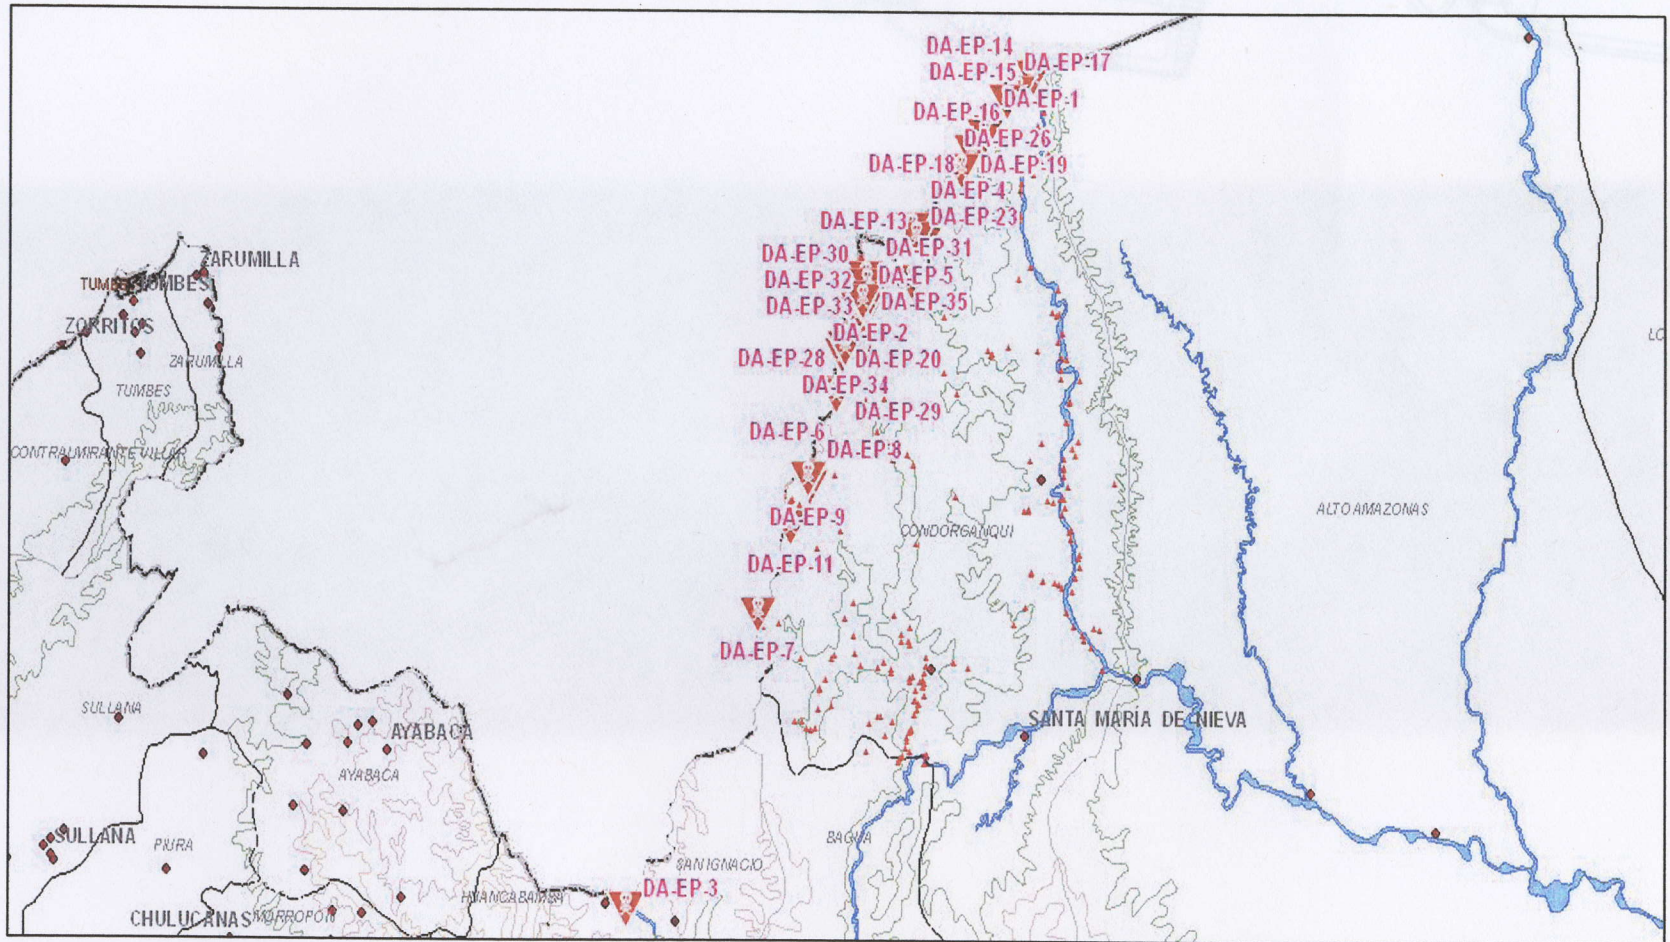 DA-EP-14
DA-EP-17
DA-EP-15
DA-EP-1
DA-EP-16
DA-EP-26
DA-EP-18
DA-EP-19
DA-EP-4
DA-EP-23
DA-EP-13
DA-EP-31
DA-EP-30
DA-EP-5
DA-EP-32
DA-EP-35
DA-EP-33
DA-EP-2
DA-EP-28
DA-EP-20
DA-EP-34
DA-EP-29
DA-EP-6
DA-EP-8
DA-EP-9
DA-EP-11
DA-EP-7
DA-EP-3
ZARUMILLA
TUMBES
ZORRITOS
ZARUMILLA
TUMBES
CONTRALMIRANTE VILLAR
CONDORCANQUI
ALTO AMAZONAS
LO
SULLANA
AYABACA
SANTA MARIA DE NIEVA
AYABACA
SULLANA
PIURA
BAGUA
SAN IGNACIO
HUANCABAMBA
CHULUCANAS
MORROPON